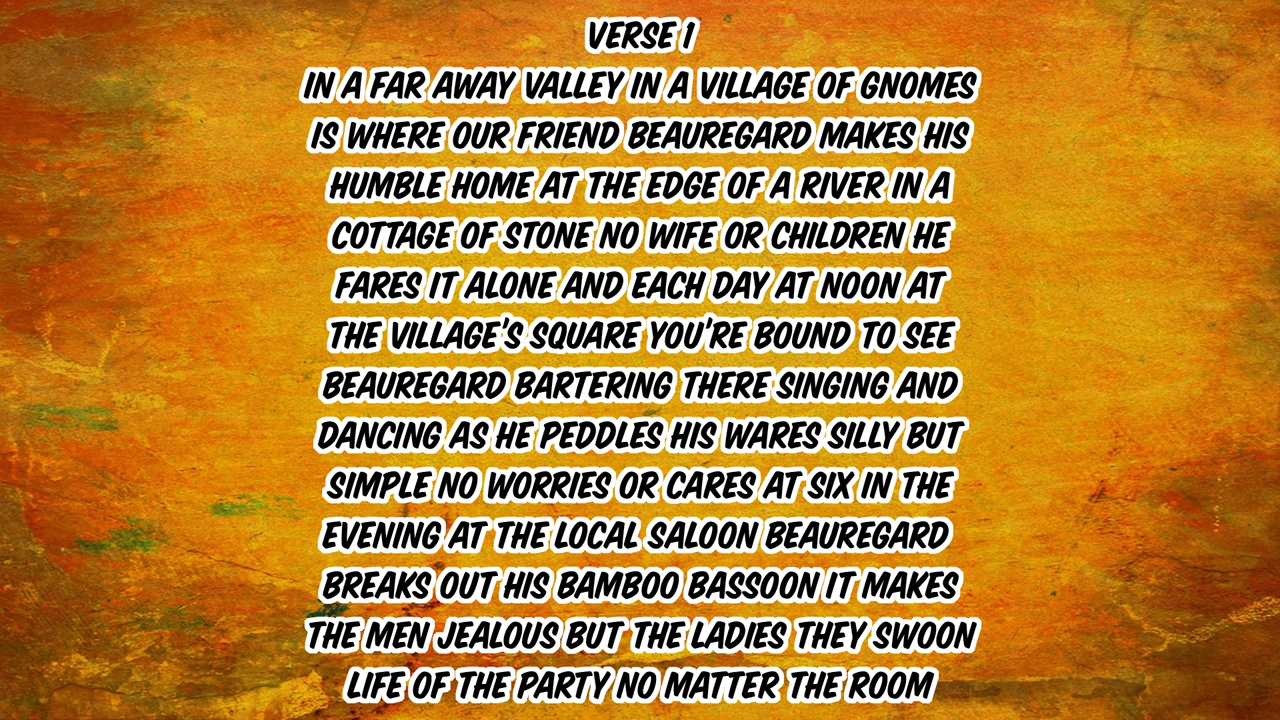 VERSE 1
IN A FAR AWAY VALLEY IN A VILLAGE OF GNOMES
IS WHERE OUR FRIEND BEAUREGARD MAKES HIS
HUMBLE HOME AT THE EDGE OF A RIVER IN A
COTTAGE OF STONE NO WIFE OR CHILDREN HE
FARES IT ALONE AND EACH DAY AT NOON AT
THE VILLAGE'S SQUARE YOU'RE BOUND TO SEE
BEAUREGARD BARTERING THERE SINGING AND
DANCING AS HE PEDDLES HIS WARES SILLY BUT
SIMPLE NO WORRIES OR CARES AT SIX IN THE
EVENING AT THE LOCAL SALOON BEAUREGARD
BREAKS OUT HIS BAMBOO BASSOON IT MAKES
THE MEN JEALOUS BUT THE LADIES THEY SWOON
LIFE OF THE PARTY NO MATTER THE ROOM